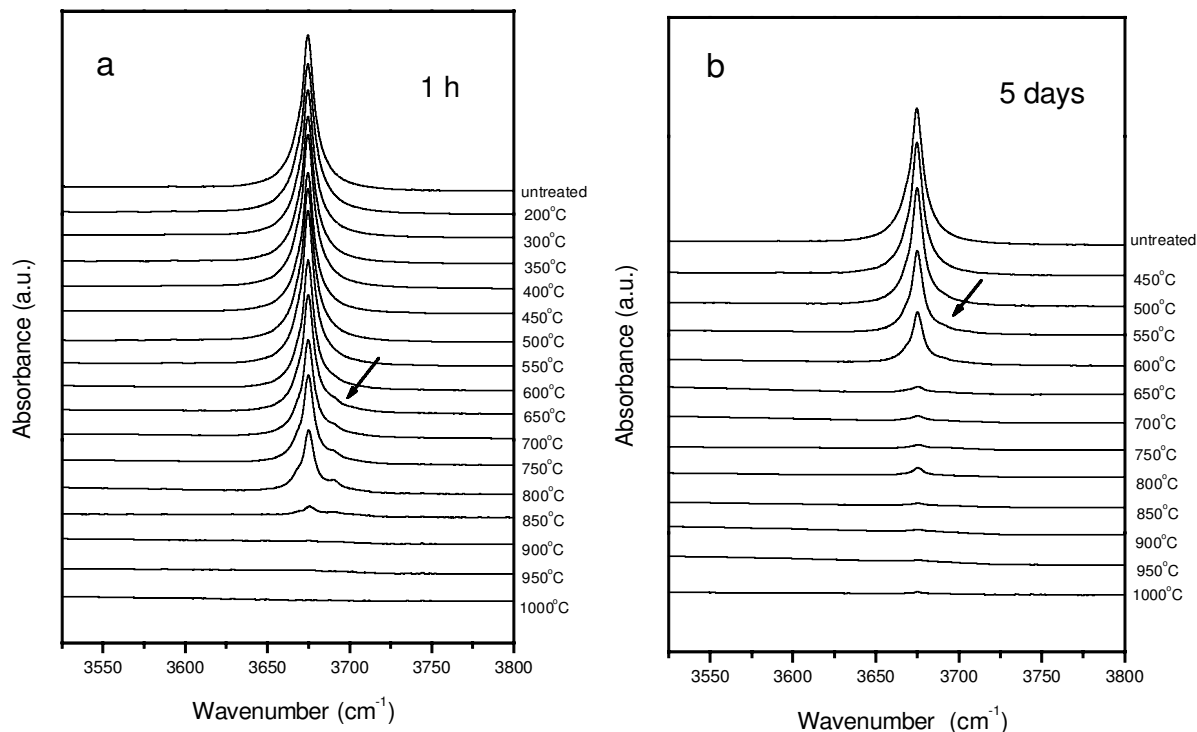 a
1 h
untreated
200°C
300°C
350°C
400°C
450°C
500°C
550°C
600°C
650°C
700°C
750°C
800°C
850°C
900°C
950°C
1000°C
Absorbance (a.u.)
3550 3600 3650 3700 3750 3800
Wavenumber (cm⁻¹)
b
5 days
untreated
450°C
500°C
550°C
600°C
650°C
700°C
750°C
800°C
850°C
900°C
950°C
1000°C
Absorbance (a.u.)
3550 3600 3650 3700 3750 3800
Wavenumber (cm⁻¹)